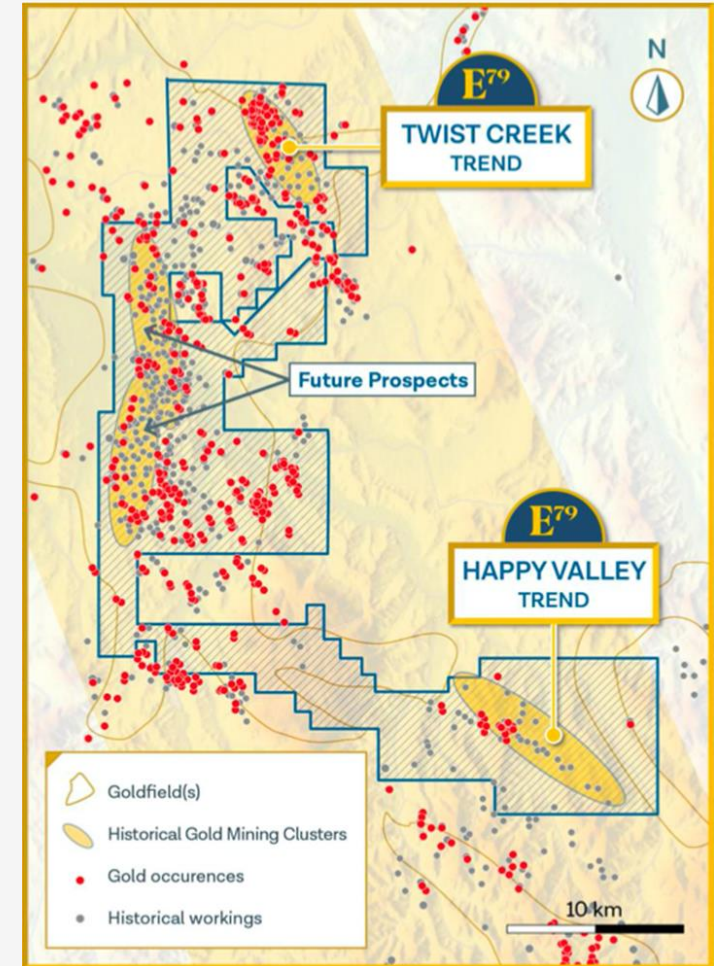 N
E79
TWIST CREEK
TREND
Future Prospects
E79
HAPPY VALLEY
TREND
Goldfield(s)
Historical Gold Mining Clusters
Gold occurences
Historical workings
10 km